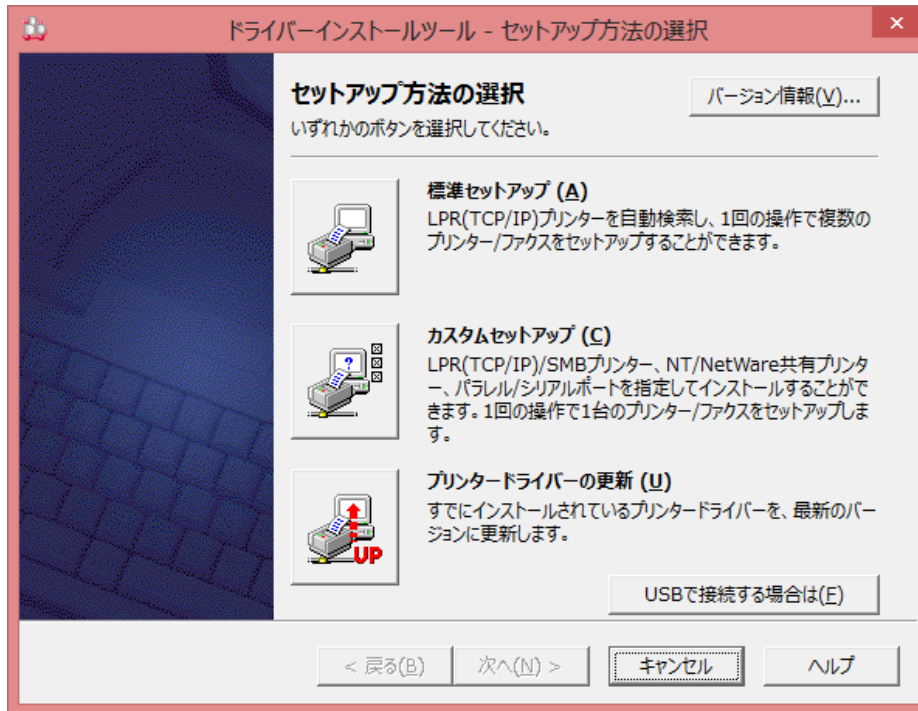 ドライバーインストールツール - セットアップ方法の選択
セットアップ方法の選択
バージョン情報(V)...
いずれかのボタンを選択してください。
標準セットアップ (A)
LPR(TCP/IP)プリンターを自動検索し、1回の操作で複数の
プリンター/ファクスをセットアップすることができます。
カスタムセットアップ (C)
LPR(TCP/IP)/SMBプリンター、NT/NetWare共有プリンタ
ー、パラレル/シリアルポートを指定してインストールすることがで
きます。1回の操作で1台のプリンター/ファクスをセットアップしま
す。
プリンタードライバーの更新 (U)
すでにインストールされているプリンタードライバーを、最新のバー
ジョンに更新します。
UP
USBで接続する場合は(F)
< 戻る(B)
次へ(N) >
キャンセル
ヘルプ